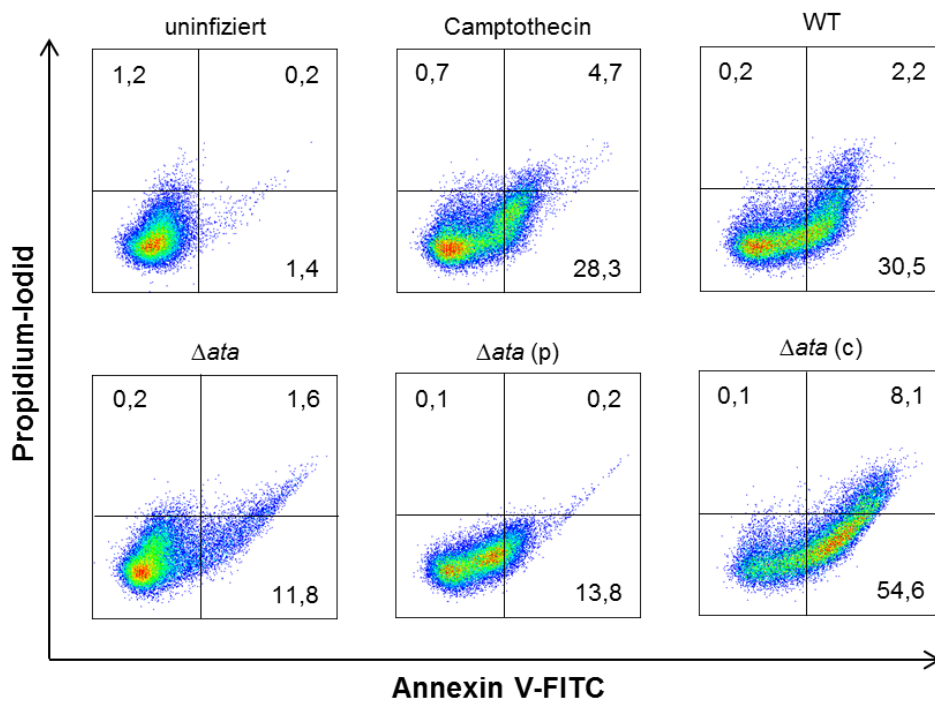 uninfiziert
Camptothecin
WT
1,2
0,2
0,7
4,7
0,2
2,2
1,4
28,3
30,5
Δata
Δata (p)
Δata (c)
0,2
1,6
0,1
0,2
0,1
8,1
11,8
13,8
54,6
Propidium-Iodid
Annexin V-FITC